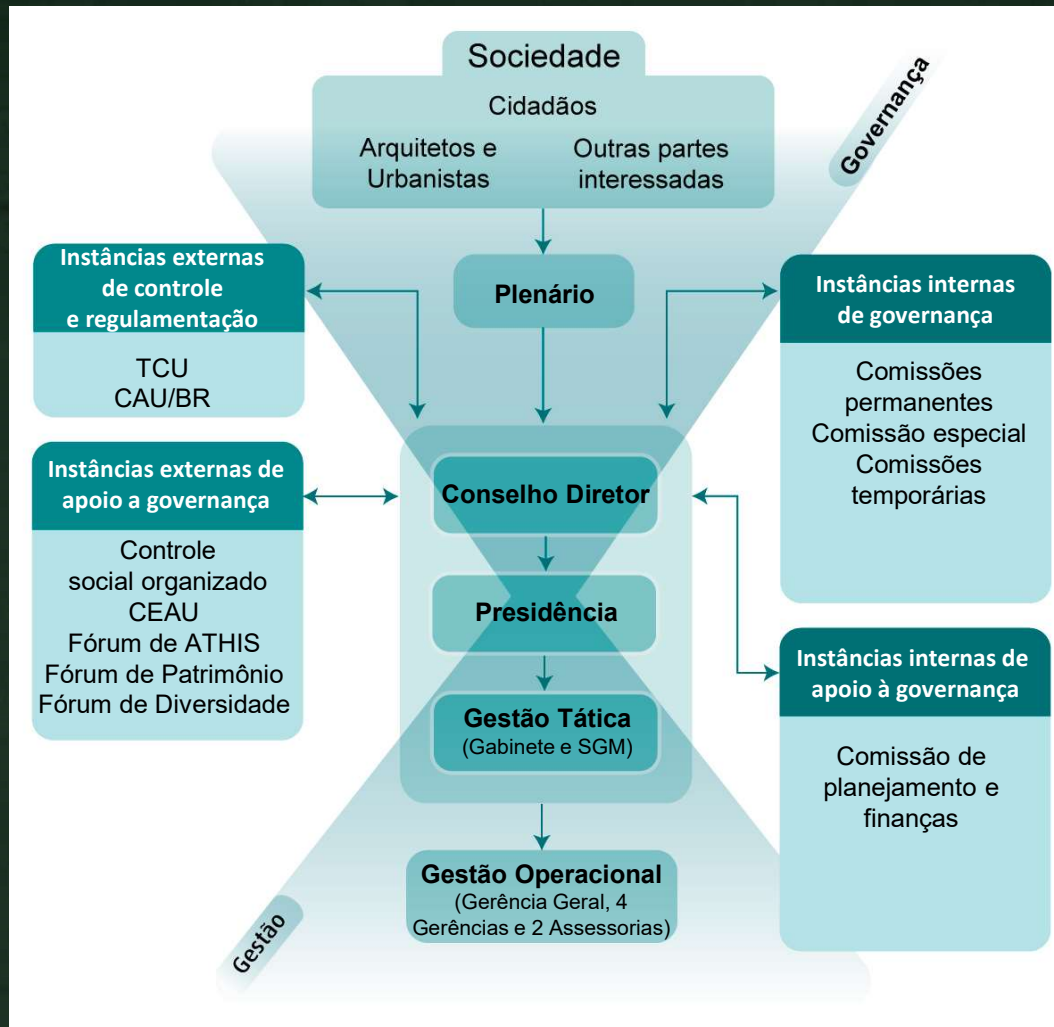 Sociedade
Cidadãos
Arquitetos e
Urbanistas
Outras partes
interessadas
Governança
Instâncias externas
de controle
e regulamentação
TCU
CAU/BR
Plenário
Instâncias internas
de governança
Comissões
permanentes
Comissão especial
Comissões
temporárias
Instâncias externas de
apoio a governança
Controle
social organizado
CEAU
Fórum de ATHIS
Fórum de Patrimônio
Fórum de Diversidade
Conselho Diretor
Presidência
Gestão Tática
(Gabinete e SGM)
Instâncias internas de
apoio à governança
Comissão de
planejamento e
finanças
Gestão Operacional
(Gerência Geral, 4
Gerências e 2 Assessorias)
Gestão